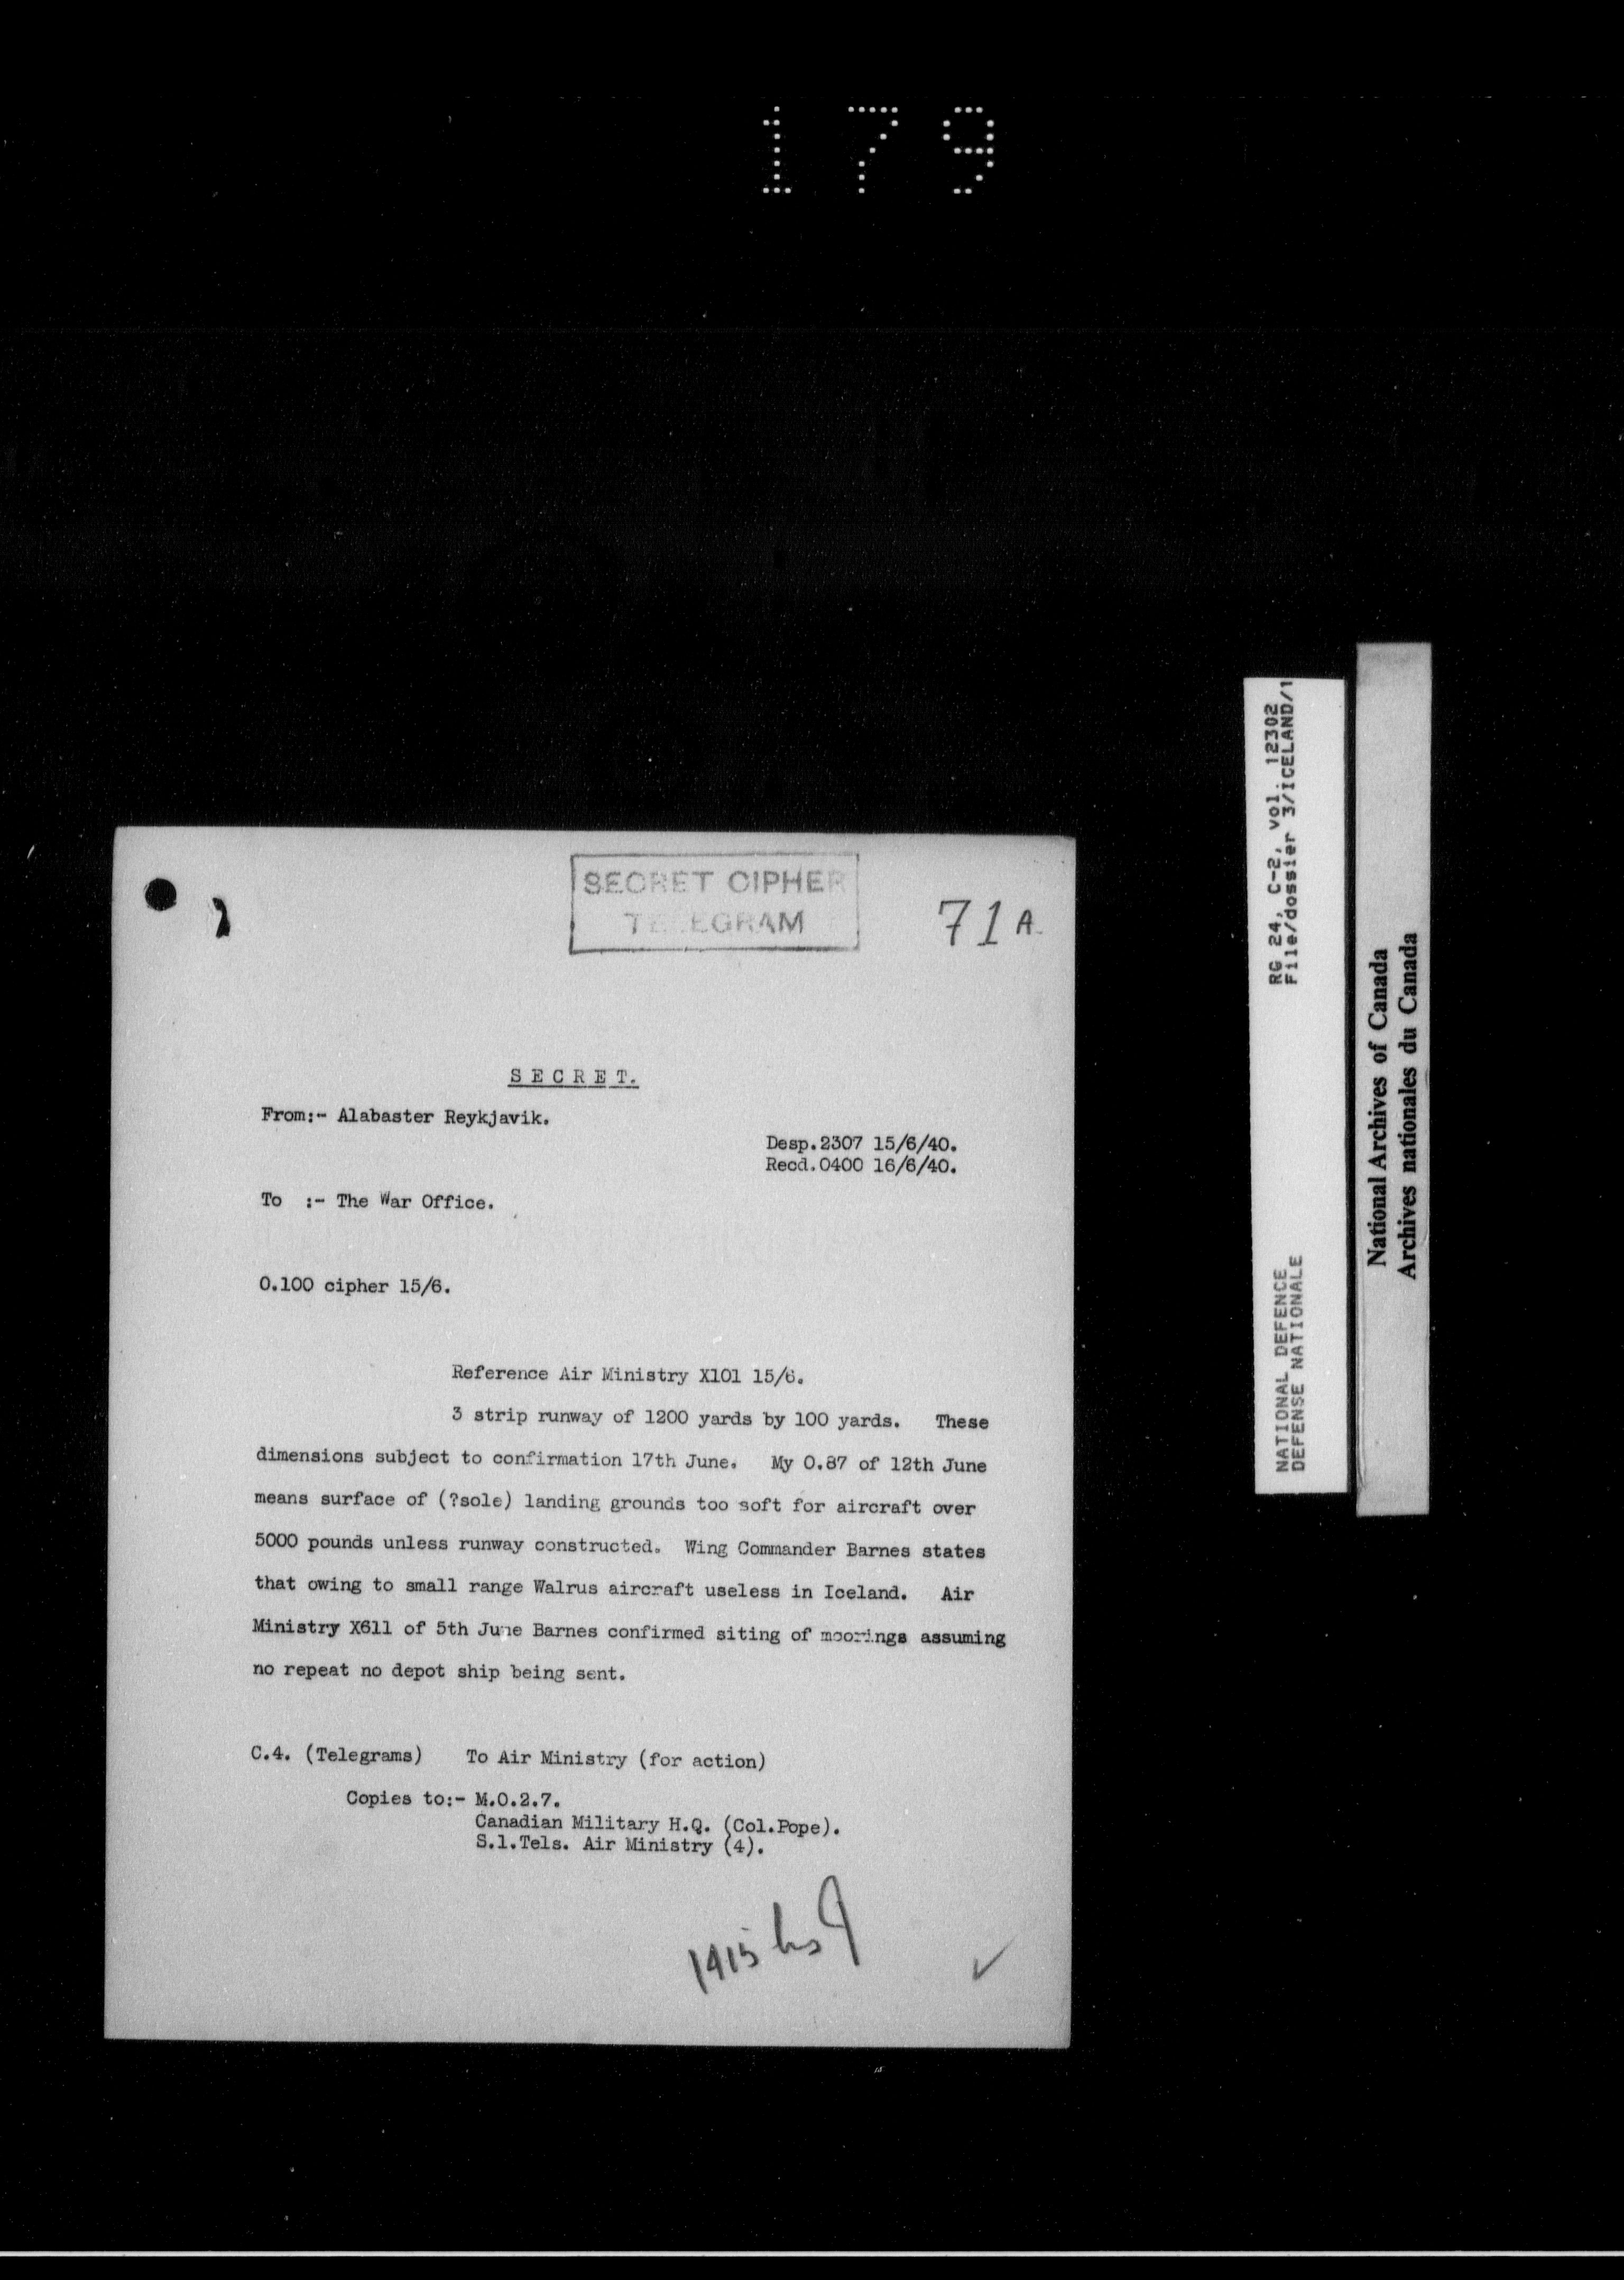 179
SECRET CIPHER
TELEGRAM
71 A
SECRET.
From:- Alabaster Reykjavik.
Desp.2307 15/6/40.
Recd.0400 16/6/40.
To :- The War Office.
0.100 cipher 15/6.
Reference Air Ministry X101 15/6.
3 strip runway of 1200 yards by 100 yards. These
dimensions subject to confirmation 17th June. My 0.87 of 12th June
means surface of (?sole) landing grounds too soft for aircraft over
5000 pounds unless runway constructed. Wing Commander Barnes states
that owing to small range Walrus aircraft useless in Iceland. Air
Ministry X611 of 5th June Barnes confirmed siting of moorings assuming
no repeat no depot ship being sent.
C.4. (Telegrams) To Air Ministry (for action)
Copies to:- M.O.2.7.
Canadian Military H.Q. (Col.Pope).
S.1.Tels. Air Ministry (4).
1915 hrs
RG 24, C-2, vol. 12302
File/dossier 3/ICELAND/1
NATIONAL DEFENCE
DEFENSE NATIONALE
National Archives of Canada
Archives nationales du Canada